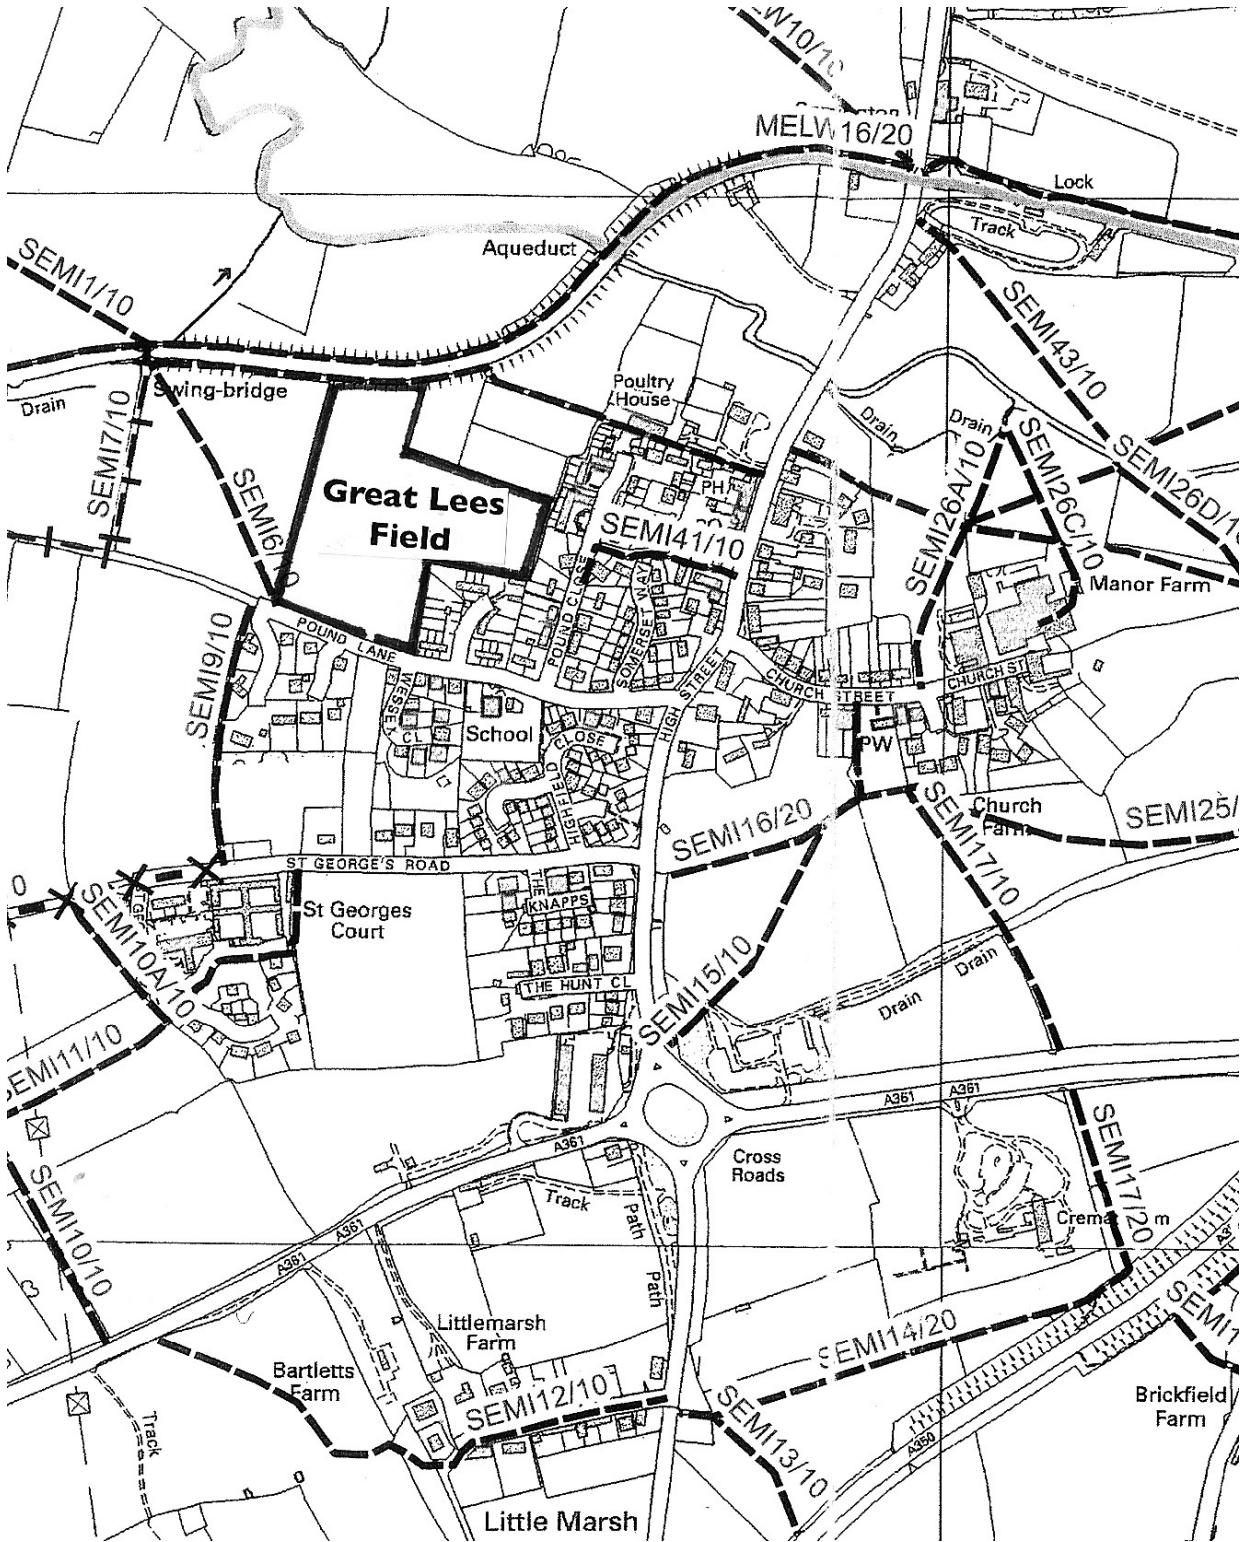 MELW16/20
Lock
Track
Aqueduct
SEMI1/10
SEMI43/10
Swing-bridge
Drain
Poultry
House
Drain
Drain
SEMI7/10
SEMI6/10
Great Lees
Field
PH
SEMI41/10
SEMI26A/10
SEMI26C/10
SEMI26D/
Manor Farm
SEMI9/10
POUND LANE
POUND CLOSE
SOMERSET WAY
HIGH STREET
CHURCH STREET
CHURCH ST
WESSEX
CL
School
HIGHFIELD
CLOSE
PW
SEMI16/20
Church
Farm
SEMI25/
SEMI17/10
ST GEORGE'S ROAD
0
SEMI10A/10
St Georges
Court
THE
KNAPPS
THE HUNT CL
SEMI15/10
Drain
Drain
SEMI11/10
A361
A361
A361
Cross
Roads
SEMI17/20
SEMI10/10
Track
Path
Path
A361
A361
Littlemarsh
Farm
SEMI14/20
Bartletts
Farm
SEMI12/10
SEMI13/10
SEMI1
Brickfield
Farm
Track
A350
Little Marsh